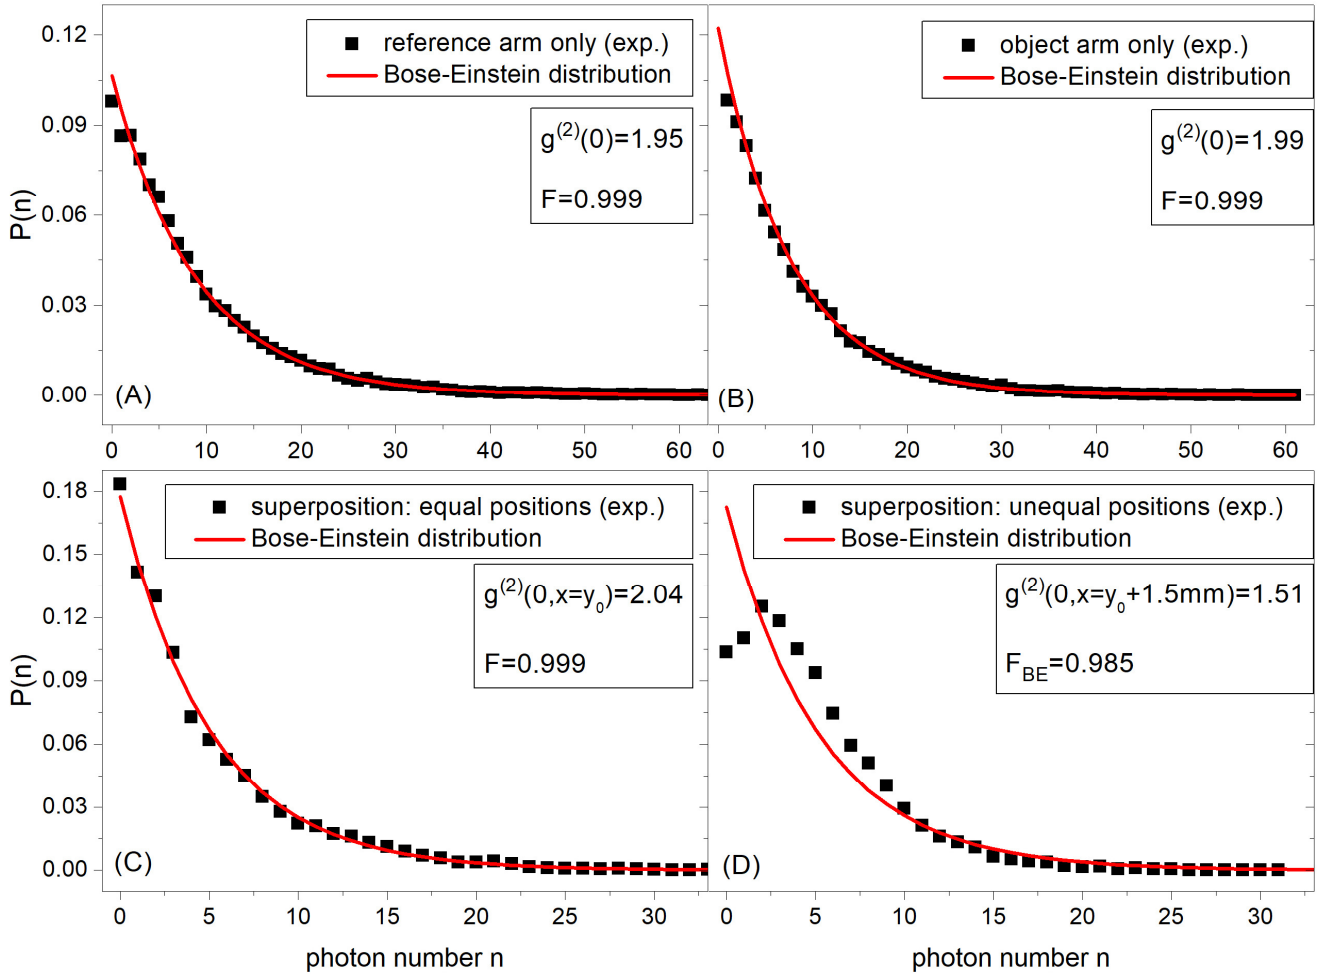 reference arm only (exp.)
Bose-Einstein distribution
g(2)(0)=1.95
F=0.999
P(n)
0.12
0.09
0.06
0.03
0.00
(A)
0 10 20 30 40 50 60
object arm only (exp.)
Bose-Einstein distribution
g(2)(0)=1.99
F=0.999
(B)
0 10 20 30 40 50 60
superposition: equal positions (exp.)
Bose-Einstein distribution
g(2)(0,x=y0)=2.04
F=0.999
P(n)
0.18
0.15
0.12
0.09
0.06
0.03
0.00
(C)
0 5 10 15 20 25 30
photon number n
superposition: unequal positions (exp.)
Bose-Einstein distribution
g(2)(0,x=y0+1.5mm)=1.51
FBE=0.985
(D)
0 5 10 15 20 25 30
photon number n